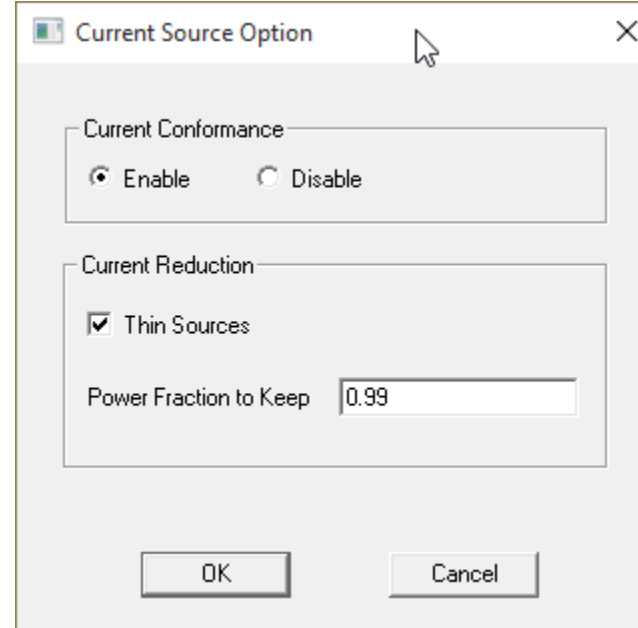 Current Source Option
Current Conformance
Enable Disable
Current Reduction
Thin Sources
Power Fraction to Keep 0.99
OK Cancel